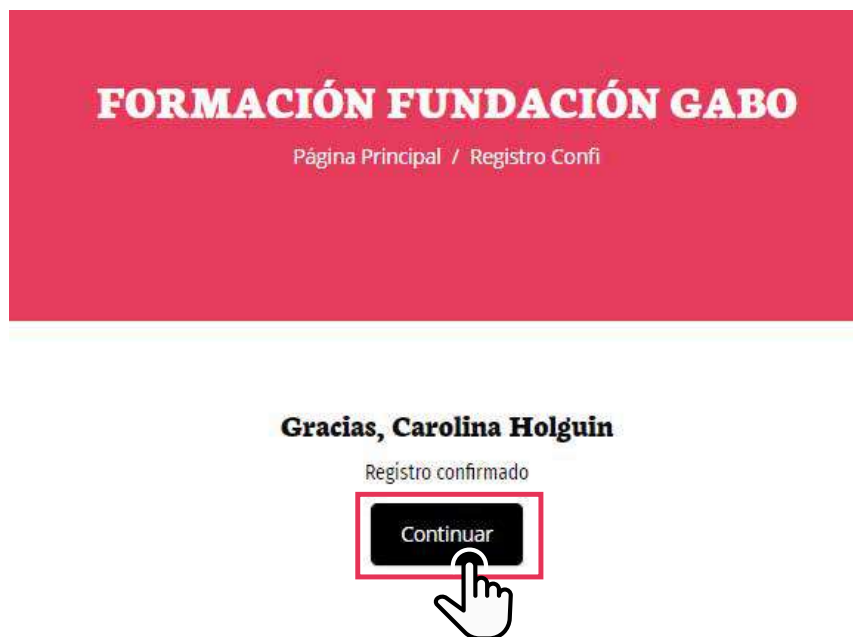 FORMACIÓN FUNDACIÓN GABO
Página Principal / Registro Confi
Gracias, Carolina Holguin
Registro confirmado
Continuar